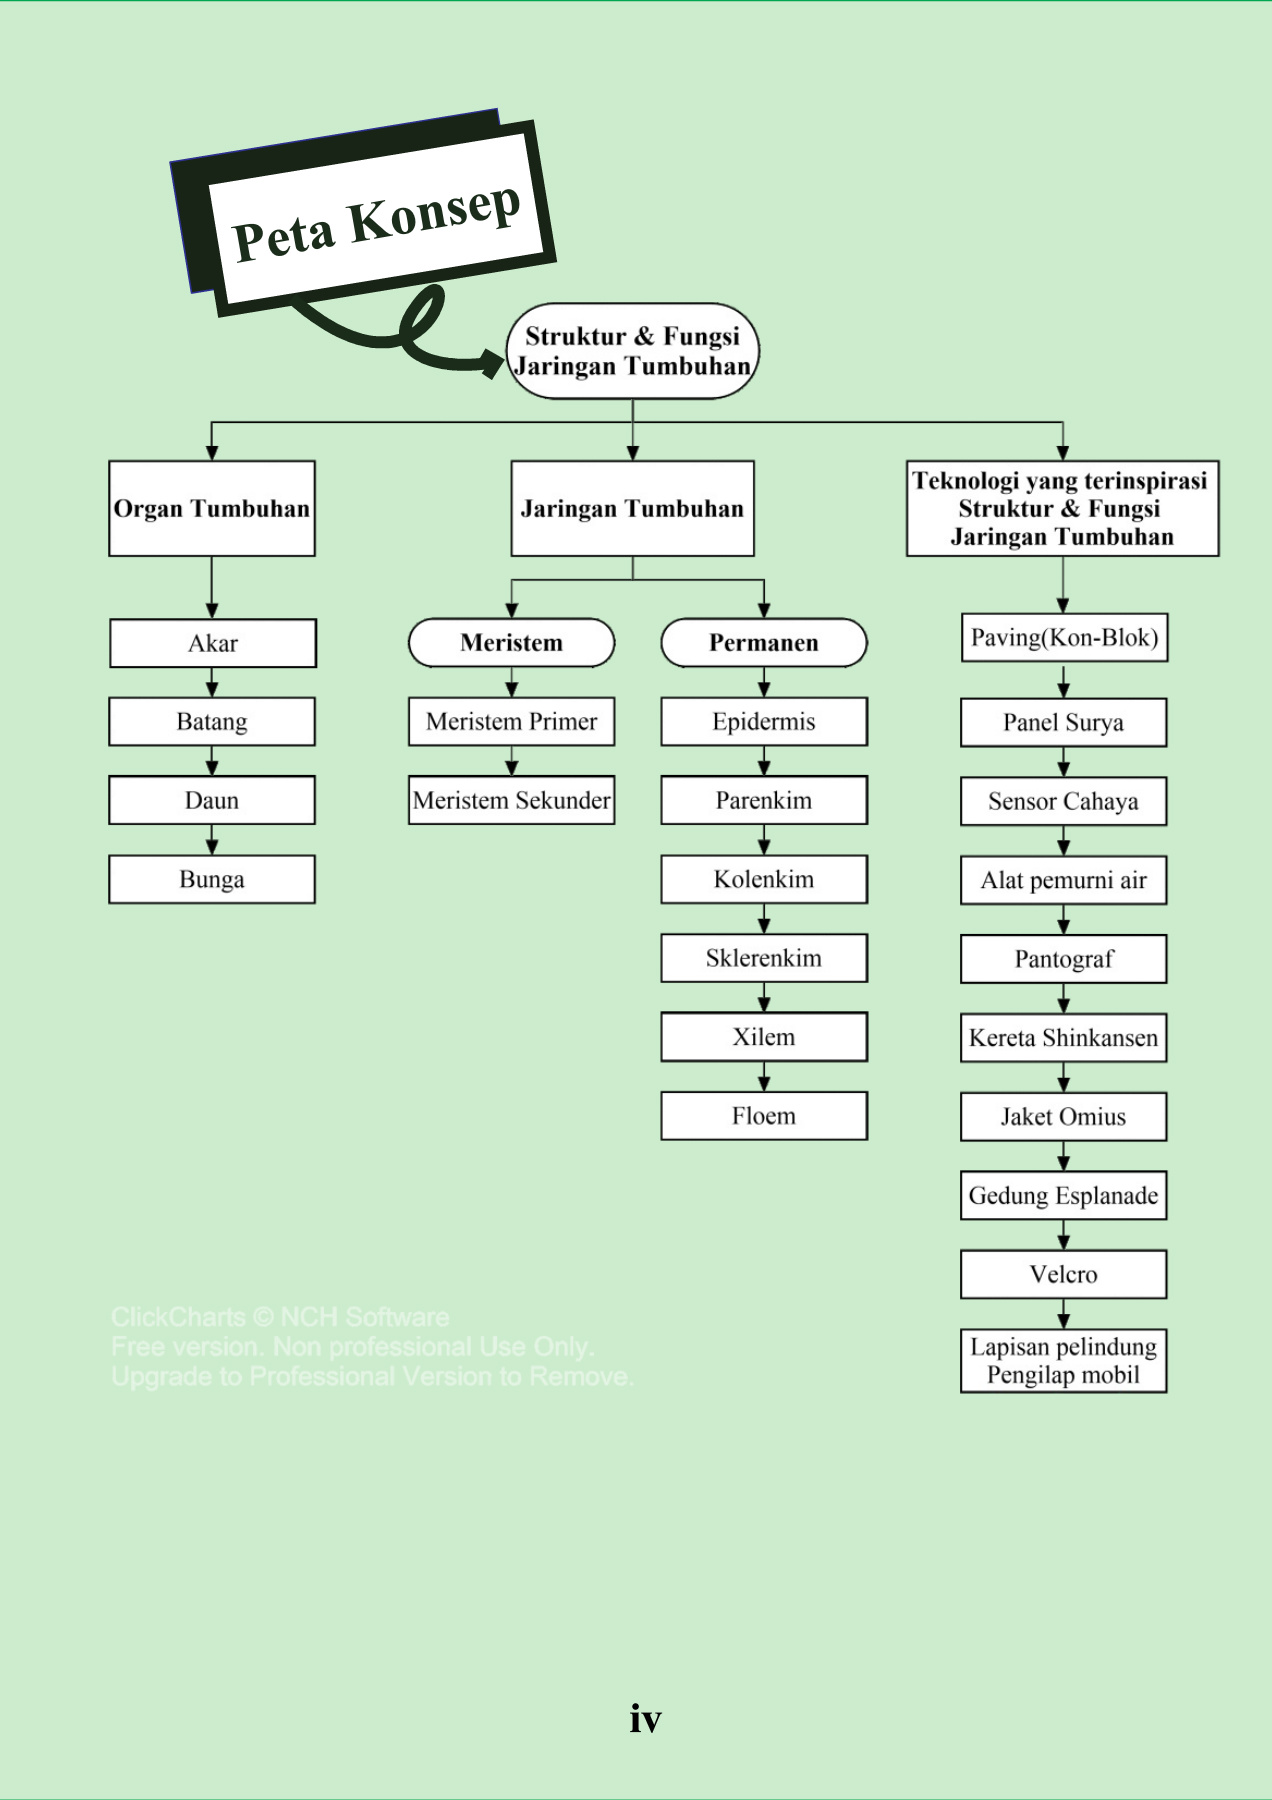 Peta Konsep
Struktur & Fungsi
Jaringan Tumbuhan
Organ Tumbuhan
Akar
Batang
Daun
Bunga
Jaringan Tumbuhan
Meristem
Meristem Primer
Meristem Sekunder
Permanen
Epidermis
Parenkim
Kolenkim
Sklerenkim
Xilem
Floem
Teknologi yang terinspirasi
Struktur & Fungsi
Jaringan Tumbuhan
Paving(Kon-Blok)
Panel Surya
Sensor Cahaya
Alat pemurni air
Pantograf
Kereta Shinkansen
Jaket Omius
Gedung Esplanade
Velcro
Lapisan pelindung
Pengilap mobil
ClickCharts © NCH Software
Free version. Non professional Use Only.
Upgrade to Professional Version to Remove.
iv